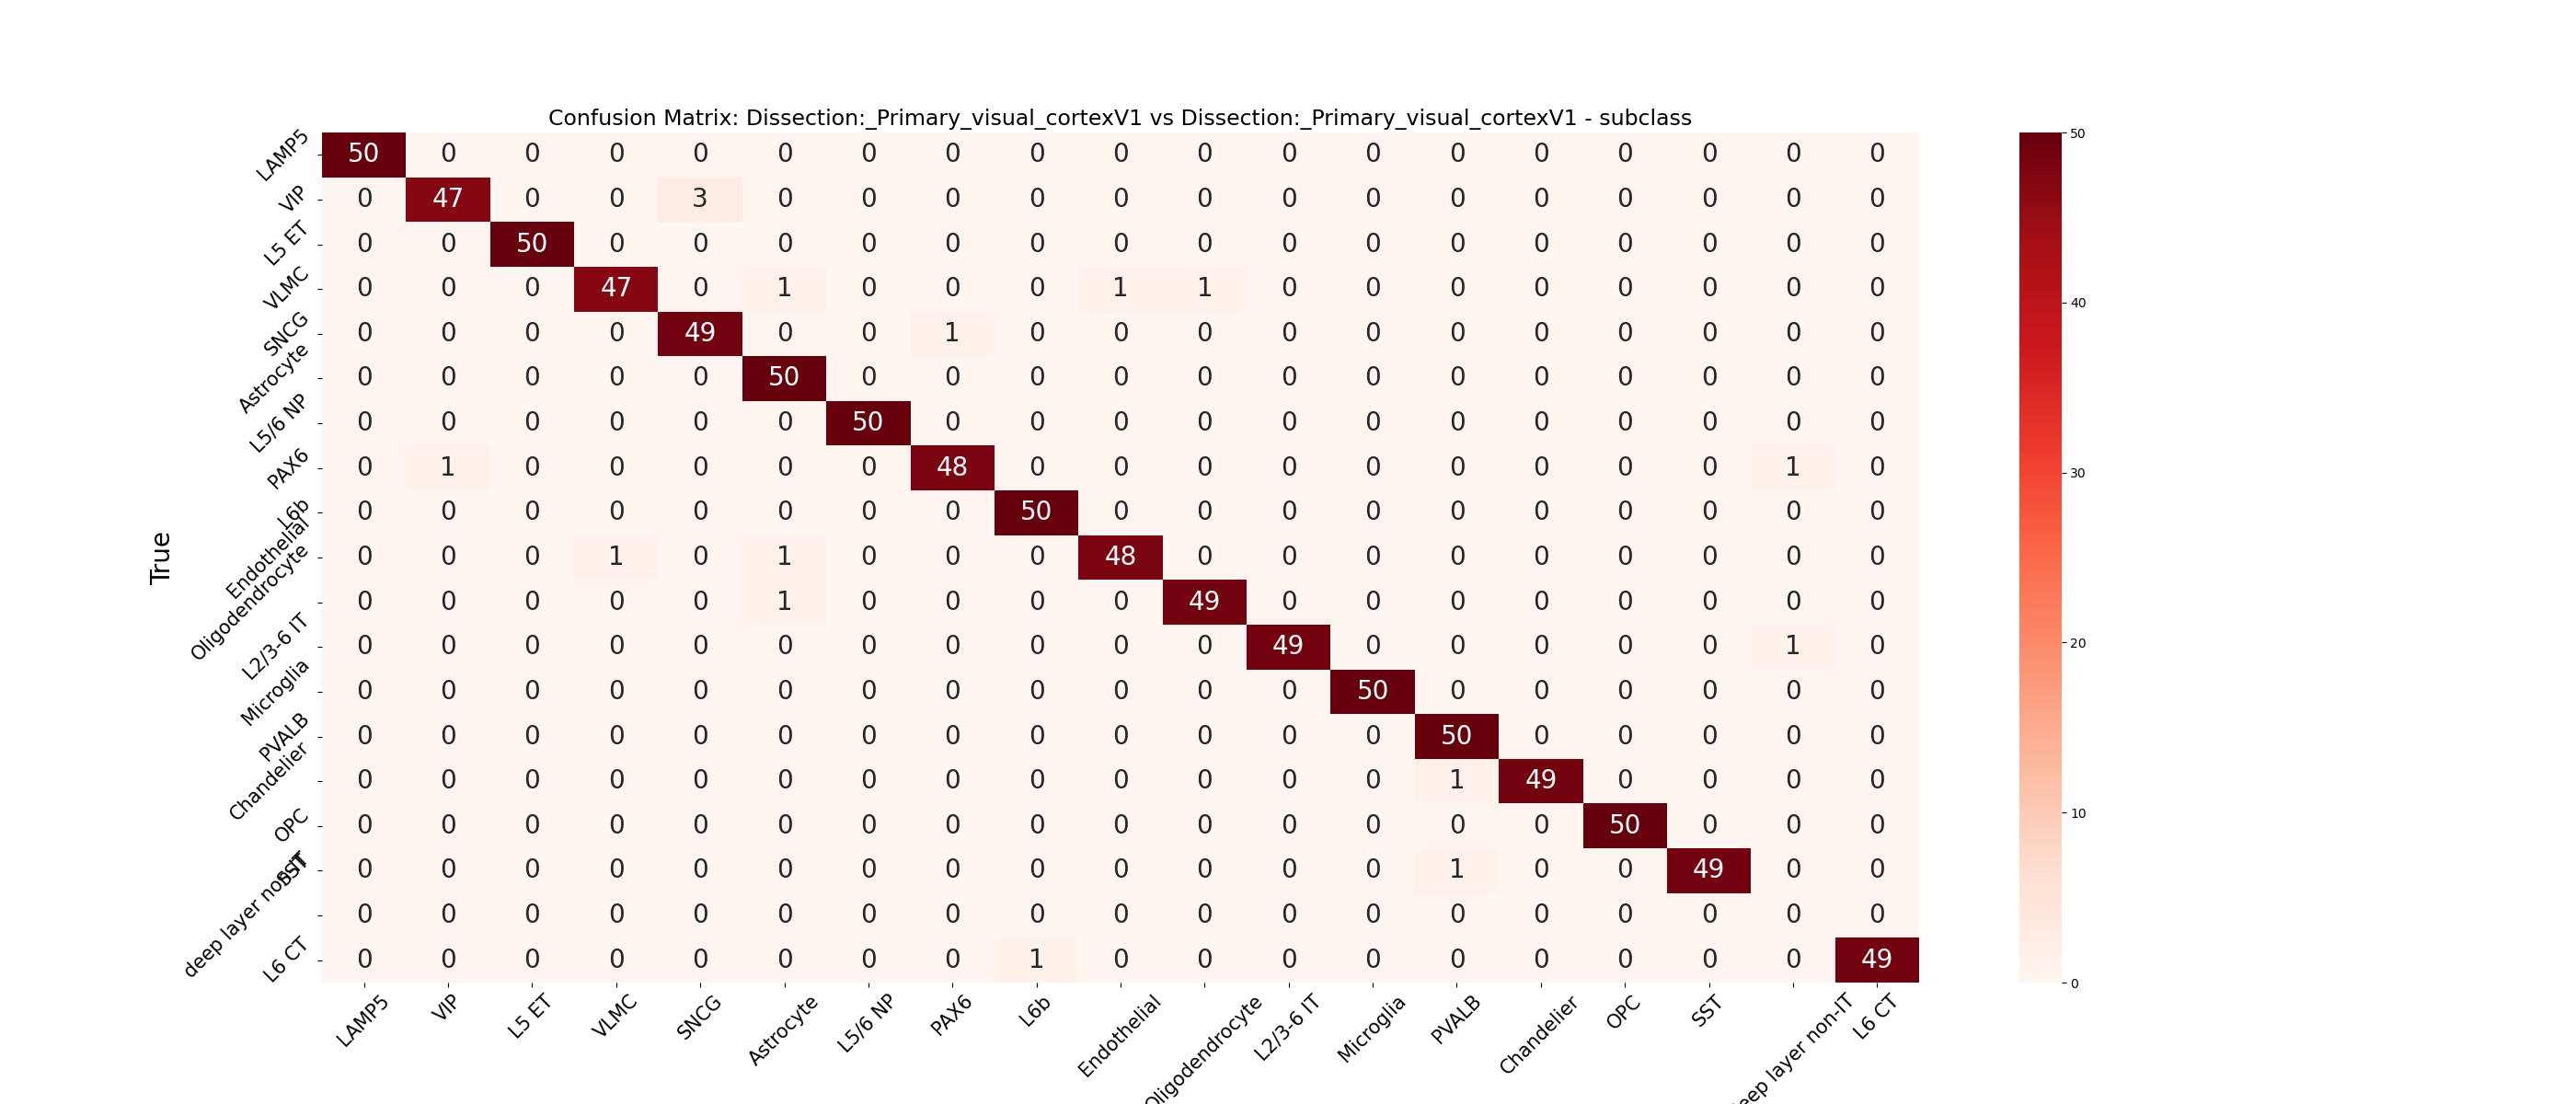 Confusion Matrix: Dissection:_Primary_visual_cortexV1 vs Dissection:_Primary_visual_cortexV1 - subclass
LAMP5 50 0 0 0 0 0 0 0 0 0 0 0 0 0 0 0 0 0 0
VIP 0 47 0 0 3 0 0 0 0 0 0 0 0 0 0 0 0 0 0
L5 ET 0 0 50 0 0 0 0 0 0 0 0 0 0 0 0 0 0 0 0
VLMC 0 0 0 47 0 1 0 0 0 1 1 0 0 0 0 0 0 0 0
SNCG 0 0 0 0 49 0 0 1 0 0 0 0 0 0 0 0 0 0 0
Astrocyte 0 0 0 0 0 50 0 0 0 0 0 0 0 0 0 0 0 0 0
L5/6 NP 0 0 0 0 0 0 50 0 0 0 0 0 0 0 0 0 0 0 0
PAX6 0 1 0 0 0 0 0 48 0 0 0 0 0 0 0 0 0 1 0
L6b 0 0 0 0 0 0 0 0 50 0 0 0 0 0 0 0 0 0 0
Endothelial 0 0 0 1 0 1 0 0 0 48 0 0 0 0 0 0 0 0 0
Oligodendrocyte 0 0 0 0 0 1 0 0 0 0 49 0 0 0 0 0 0 0 0
L2/3-6 IT 0 0 0 0 0 0 0 0 0 0 0 49 0 0 0 0 0 1 0
Microglia 0 0 0 0 0 0 0 0 0 0 0 0 50 0 0 0 0 0 0
PVALB 0 0 0 0 0 0 0 0 0 0 0 0 0 50 0 0 0 0 0
Chandelier 0 0 0 0 0 0 0 0 0 0 0 0 0 1 49 0 0 0 0
OPC 0 0 0 0 0 0 0 0 0 0 0 0 0 0 0 50 0 0 0
SST 0 0 0 0 0 0 0 0 0 0 0 0 0 1 0 0 49 0 0
deep layer non-IT 0 0 0 0 0 0 0 0 0 0 0 0 0 0 0 0 0 0 0
L6 CT 0 0 0 0 0 0 0 0 1 0 0 0 0 0 0 0 0 0 49
True
LAMP5 VIP L5 ET VLMC SNCG Astrocyte L5/6 NP PAX6 L6b Endothelial Oligodendrocyte L2/3-6 IT Microglia PVALB Chandelier OPC SST deep layer non-IT L6 CT
50
40
30
20
10
0